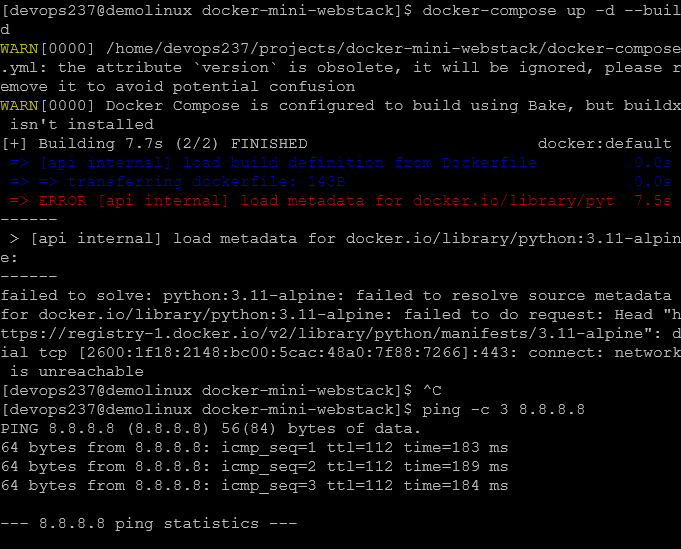 [devops237@demolinux docker-mini-webstack]$ docker-compose up -d --buil
d
WARN[0000] /home/devops237/projects/docker-mini-webstack/docker-compose
.yml: the attribute `version` is obsolete, it will be ignored, please r
emove it to avoid potential confusion
WARN[0000] Docker Compose is configured to build using Bake, but buildx
 isn't installed
[+] Building 7.7s (2/2) FINISHED                         docker:default
 => [api internal] load build definition from Dockerfile           0.0s
 => => transferring dockerfile: 143B                               0.0s
 => ERROR [api internal] load metadata for docker.io/library/pyt  7.5s
------
 > [api internal] load metadata for docker.io/library/python:3.11-alpin
e:
------
failed to solve: python:3.11-alpine: failed to resolve source metadata
for docker.io/library/python:3.11-alpine: failed to do request: Head "h
ttps://registry-1.docker.io/v2/library/python/manifests/3.11-alpine": d
ial tcp [2600:1f18:2148:bc00:5cac:48a0:7f88:7266]:443: connect: network
 is unreachable
[devops237@demolinux docker-mini-webstack]$ ^C
[devops237@demolinux docker-mini-webstack]$ ping -c 3 8.8.8.8
PING 8.8.8.8 (8.8.8.8) 56(84) bytes of data.
64 bytes from 8.8.8.8: icmp_seq=1 ttl=112 time=183 ms
64 bytes from 8.8.8.8: icmp_seq=2 ttl=112 time=189 ms
64 bytes from 8.8.8.8: icmp_seq=3 ttl=112 time=184 ms

--- 8.8.8.8 ping statistics ---